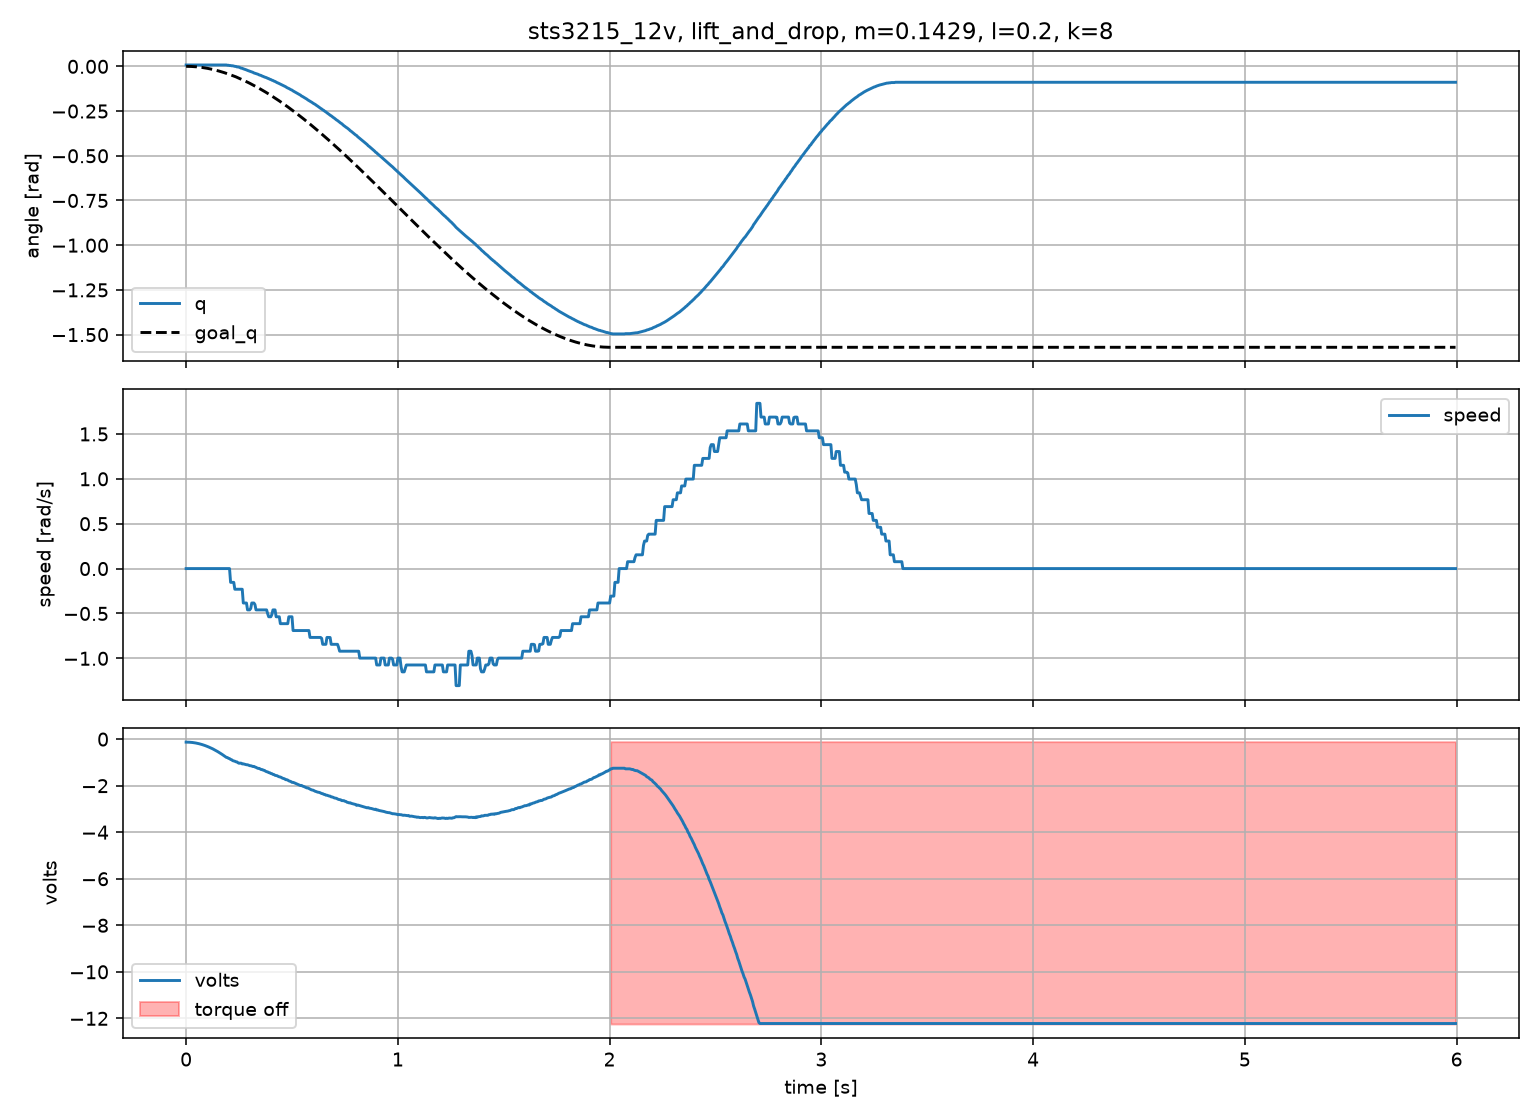 sts3215_12v, lift_and_drop, m=0.1429, l=0.2, k=8
angle [rad]
0.00
−0.25
−0.50
−0.75
−1.00
−1.25
−1.50
q
goal_q
speed [rad/s]
1.5
1.0
0.5
0.0
−0.5
−1.0
speed
volts
0
−2
−4
−6
−8
−10
−12
volts
torque off
0 1 2 3 4 5 6
time [s]